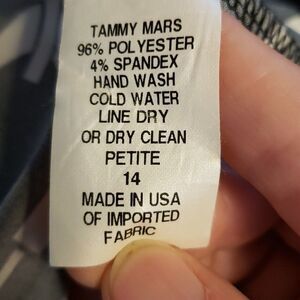 TAMMY MARS
96% POLYESTER
4% SPANDEX
HAND WASH
COLD WATER
LINE DRY
OR DRY CLEAN
PETITE
14
MADE IN USA
OF IMPORTED
FABRIC